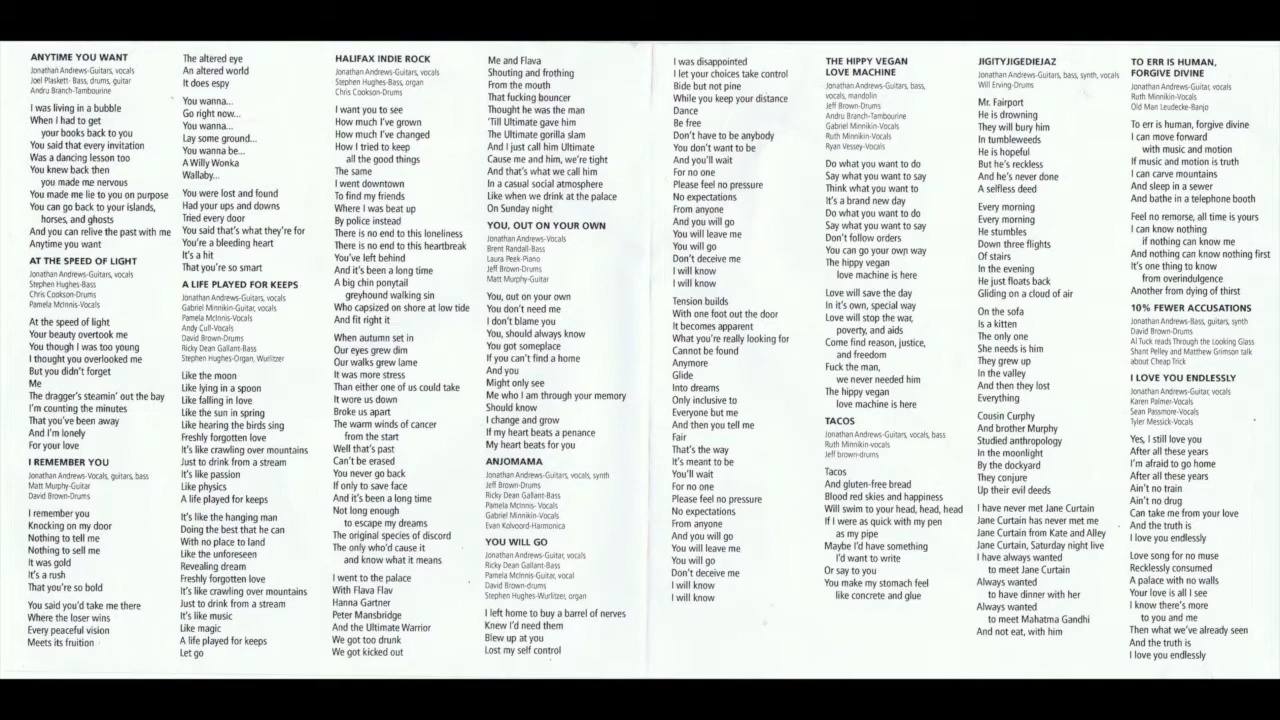 ANYTIME YOU WANT
Jonathan Andrews-Guitars, vocals
Joel Plaskett- Bass, drums, guitar
Andru Branch-Tambourine
I was living in a bubble
When I had to get
your books back to you
You said that every invitation
Was a dancing lesson too
You knew back then
you made me nervous
You made me lie to you on purpose
You can go back to your islands,
horses, and ghosts
And you can relive the past with me
Anytime you want
AT THE SPEED OF LIGHT
Jonathan Andrews-Guitars, vocals
Stephen Hughes-Bass
Chris Cookson-Drums
Pamela McInnis-Vocals
At the speed of light
Your beauty overtook me
You though I was too young
I thought you overlooked me
But you didn't forget
Me
The dragger's steamin' out the bay
I'm counting the minutes
That you've been away
And I'm lonely
For your love
I REMEMBER YOU
Jonathan Andrews-Vocals, guitars, bass
Matt Murphy-Guitar
David Brown-Drums
I remember you
Knocking on my door
Nothing to tell me
Nothing to sell me
It was gold
It's a rush
That you're so bold
You said you'd take me there
Where the loser wins
Every peaceful vision
Meets its fruition
The altered eye
An altered world
It does espy
You wanna...
Go right now...
You wanna...
Lay some ground...
You wanna be...
A Willy Wonka
Wallaby...
You were lost and found
Had your ups and downs
Tried every door
You said that's what they're for
You're a bleeding heart
It's a hit
That you're so smart
A LIFE PLAYED FOR KEEPS
Jonathan Andrews-Guitars, vocals
Gabriel Minnikin-Guitar, vocals
Pamela McInnis-Vocals
Andy Cull-Vocals
David Brown-Drums
Ricky Dean Gallant-Bass
Stephen Hughes-Organ, Wurlitzer
Like the moon
Like lying in a spoon
Like falling in love
Like the sun in spring
Like hearing the birds sing
Freshly forgotten love
It's like crawling over mountains
Just to drink from a stream
It's like passion
Like physics
A life played for keeps
It's like the hanging man
Doing the best that he can
With no place to land
Like the unforeseen
Revealing dream
Freshly forgotten love
It's like crawling over mountains
Just to drink from a stream
It's like music
Like magic
A life played for keeps
Let go
HALIFAX INDIE ROCK
Jonathan Andrews-Guitars, vocals
Stephen Hughes-Bass, organ
Chris Cookson-Drums
I want you to see
How much I've grown
How much I've changed
How I tried to keep
all the good things
The same
I went downtown
To find my friends
Where I was beat up
By police instead
There is no end to this loneliness
There is no end to this heartbreak
You've left behind
And it's been a long time
A big chin ponytail
greyhound walking sin
Who capsized on shore at low tide
And fit right it
When autumn set in
Our eyes grew dim
Our walks grew lame
It was more stress
Than either one of us could take
It wore us down
Broke us apart
The warm winds of cancer
from the start
Well that's past
Can't be erased
You never go back
If only to save face
And it's been a long time
Not long enough
to escape my dreams
The original species of discord
The only who'd cause it
and know what it means
I went to the palace
With Flava Flav
Hanna Gartner
Peter Mansbridge
And the Ultimate Warrior
We got too drunk
We got kicked out
Me and Flava
Shouting and frothing
From the mouth
That fucking bouncer
Thought he was the man
'Till Ultimate gave him
The Ultimate gorilla slam
And I just call him Ultimate
Cause me and him, we're tight
And that's what we call him
In a casual social atmosphere
Like when we drink at the palace
On Sunday night
YOU, OUT ON YOUR OWN
Jonathan Andrews-Vocals
Brent Randall-Bass
Laura Peek-Piano
Jeff Brown-Drums
Matt Murphy-Guitar
You, out on your own
You don't need me
I don't blame you
You, should always know
You got someplace
If you can't find a home
And you
Might only see
Me who I am through your memory
Should know
I change and grow
If my heart beats a penance
My heart beats for you
ANJOMAMA
Jonathan Andrews-Guitars, vocals, synth
Jeff Brown-Drums
Ricky Dean Gallant-Bass
Pamela McInnis- Vocals
Gabriel Minnikin-Vocals
Evan Kolvoord-Harmonica
YOU WILL GO
Jonathan Andrews-Guitar, vocals
Ricky Dean Gallant-Bass
Pamela McInnis-Guitar, vocal
David Brown-drums
Stephen Hughes-Wurlitzer, organ
I left home to buy a barrel of nerves
Knew I'd need them
Blew up at you
Lost my self control
I was disappointed
I let your choices take control
Bide but not pine
While you keep your distance
Dance
Be free
Don't have to be anybody
You don't want to be
And you'll wait
For no one
Please feel no pressure
No expectations
From anyone
And you will go
You will leave me
You will go
Don't deceive me
I will know
I will know
Tension builds
With one foot out the door
It becomes apparent
What you're really looking for
Cannot be found
Anymore
Glide
Into dreams
Only inclusive to
Everyone but me
And then you tell me
Fair
That's the way
It's meant to be
You'll wait
For no one
Please feel no pressure
No expectations
From anyone
And you will go
You will leave me
You will go
Don't deceive me
I will know
I will know
THE HIPPY VEGAN
LOVE MACHINE
Jonathan Andrews-Guitars, bass,
vocals, mandolin
Jeff Brown-Drums
Andru Branch-Tambourine
Gabriel Minnikin-Vocals
Ruth Minnikin-Vocals
Ryan Vessey-Vocals
Do what you want to do
Say what you want to say
Think what you want to
It's a brand new day
Do what you want to do
Say what you want to say
Don't follow orders
You can go your own way
The hippy vegan
love machine is here
Love will save the day
In it's own, special way
Love will stop the war,
poverty, and aids
Come find reason, justice,
and freedom
Fuck the man,
we never needed him
The hippy vegan
love machine is here
TACOS
Jonathan Andrews-Guitars, vocals, bass
Ruth Minnikin-vocals
Jeff brown-drums
Tacos
And gluten-free bread
Blood red skies and happiness
Will swim to your head, head, head
If I were as quick with my pen
as my pipe
Maybe I'd have something
I'd want to write
Or say to you
You make my stomach feel
like concrete and glue
JIGITYJIGEDIEJAZ
Jonathan Andrews-Guitars, bass, synth, vocals
Will Erving-Drums
Mr. Fairport
He is drowning
They will bury him
In tumbleweeds
He is hopeful
But he's reckless
And he's never done
A selfless deed
Every morning
Every morning
He stumbles
Down three flights
Of stairs
In the evening
He just floats back
Gliding on a cloud of air
On the sofa
Is a kitten
The only one
She needs is him
They grew up
In the valley
And then they lost
Everything
Cousin Curphy
And brother Murphy
Studied anthropology
In the moonlight
By the dockyard
They conjure
Up their evil deeds
I have never met Jane Curtain
Jane Curtain has never met me
Jane Curtain from Kate and Alley
Jane Curtain, Saturday night live
I have always wanted
to meet Jane Curtain
Always wanted
to have dinner with her
Always wanted
to meet Mahatma Gandhi
And not eat, with him
TO ERR IS HUMAN,
FORGIVE DIVINE
Jonathan Andrews-Guitar, vocals
Ruth Minnikin-Vocals
Old Man Leudecke-Banjo
To err is human, forgive divine
I can move forward
with music and motion
If music and motion is truth
I can carve mountains
And sleep in a sewer
And bathe in a telephone booth
Feel no remorse, all time is yours
I can know nothing
if nothing can know me
And nothing can know nothing first
It's one thing to know
from overindulgence
Another from dying of thirst
10% FEWER ACCUSATIONS
Jonathan Andrews-Bass, guitars, synth
David Brown-Drums
Al Tuck reads Through the Looking Glass
Shant Pelley and Matthew Grimson talk
about Cheap Trick
I LOVE YOU ENDLESSLY
Jonathan Andrews-Guitar, vocals
Karen Palmer-Vocals
Sean Passmore-Vocals
Tyler Messick-Vocals
Yes, I still love you
After all these years
I'm afraid to go home
After all these years
Ain't no train
Ain't no drug
Can take me from your love
And the truth is
I love you endlessly
Love song for no muse
Recklessly consumed
A palace with no walls
Your love is all I see
I know there's more
to you and me
Then what we've already seen
And the truth is
I love you endlessly